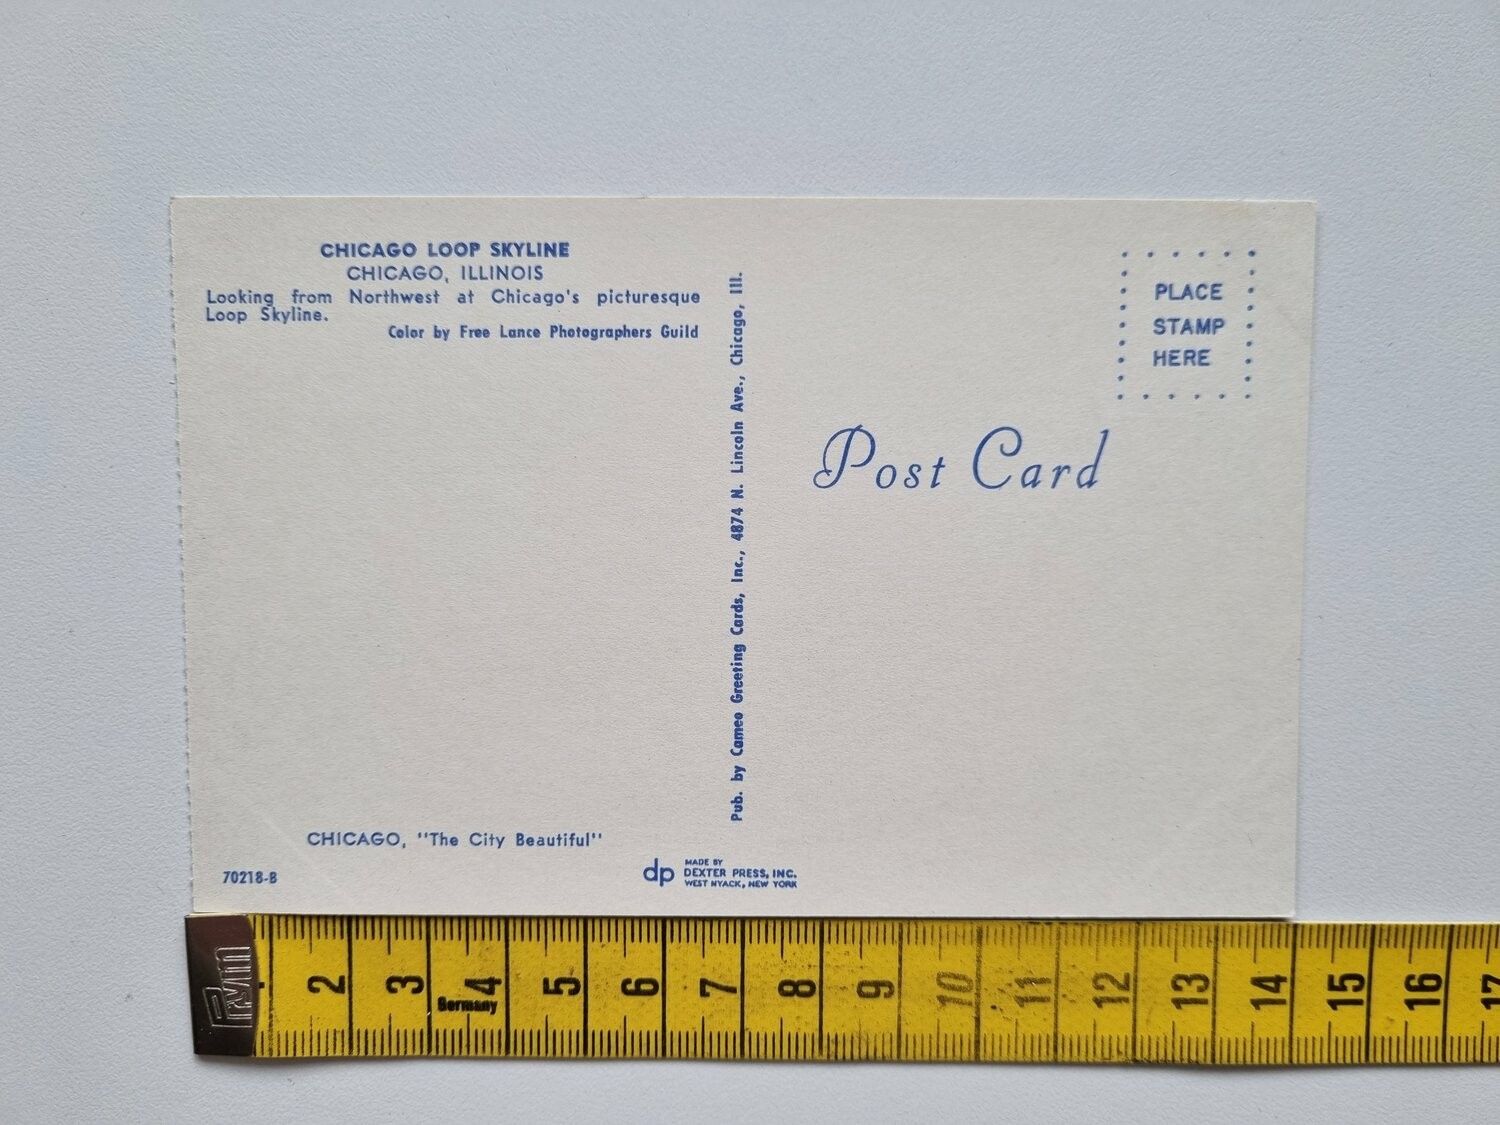 CHICAGO LOOP SKYLINE
CHICAGO, ILLINOIS
Looking from Northwest at Chicago's picturesque
Loop Skyline.
Color by Free Lance Photographers Guild
Pub. by Cameo Greeting Cards, Inc., 4874 N. Lincoln Ave., Chicago, Ill.
PLACE
STAMP
HERE
Post Card
CHICAGO, "The City Beautiful"
70218-B
dp
MADE BY
DEXTER PRESS, INC.
WEST NYACK, NEW YORK
Prym
2 3 4 5 6 7 8 9 10 11 12 13 14 15 16 17
Germany